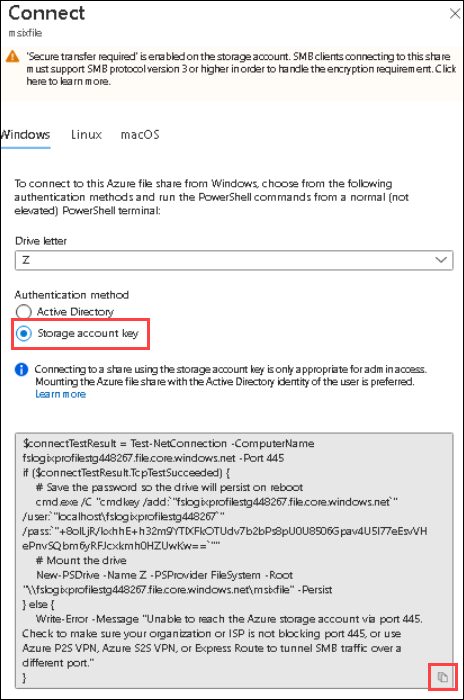 Connect
msixfile
'Secure transfer required' is enabled on the storage account. SMB clients connecting to this share
must support SMB protocol version 3 or higher in order to handle the encryption requirement. Click
here to learn more.
Windows Linux macOS
To connect to this Azure file share from Windows, choose from the following
authentication methods and run the PowerShell commands from a normal (not
elevated) PowerShell terminal:
Drive letter
Z
Authentication method
Active Directory
Storage account key
Connecting to a share using the storage account key is only appropriate for admin access.
Mounting the Azure file share with the Active Directory identity of the user is preferred.
Learn more
$connectTestResult = Test-NetConnection -ComputerName
fslogixprofilestg448267.file.core.windows.net -Port 445
if ($connectTestResult.TcpTestSucceeded) {
# Save the password so the drive will persist on reboot
cmd.exe /C "cmdkey /add:`"fslogixprofilestg448267.file.core.windows.net`"
/user:`"localhost\fslogixprofilestg448267`"
# Mount the drive
New-PSDrive -Name Z -PSProvider FileSystem -Root
"\\fslogixprofilestg448267.file.core.windows.net\msixfile" -Persist
} else {
Write-Error -Message "Unable to reach the Azure storage account via port 445.
Check to make sure your organization or ISP is not blocking port 445, or use
Azure P2S VPN, Azure S2S VPN, or Express Route to tunnel SMB traffic over
a different port."
}